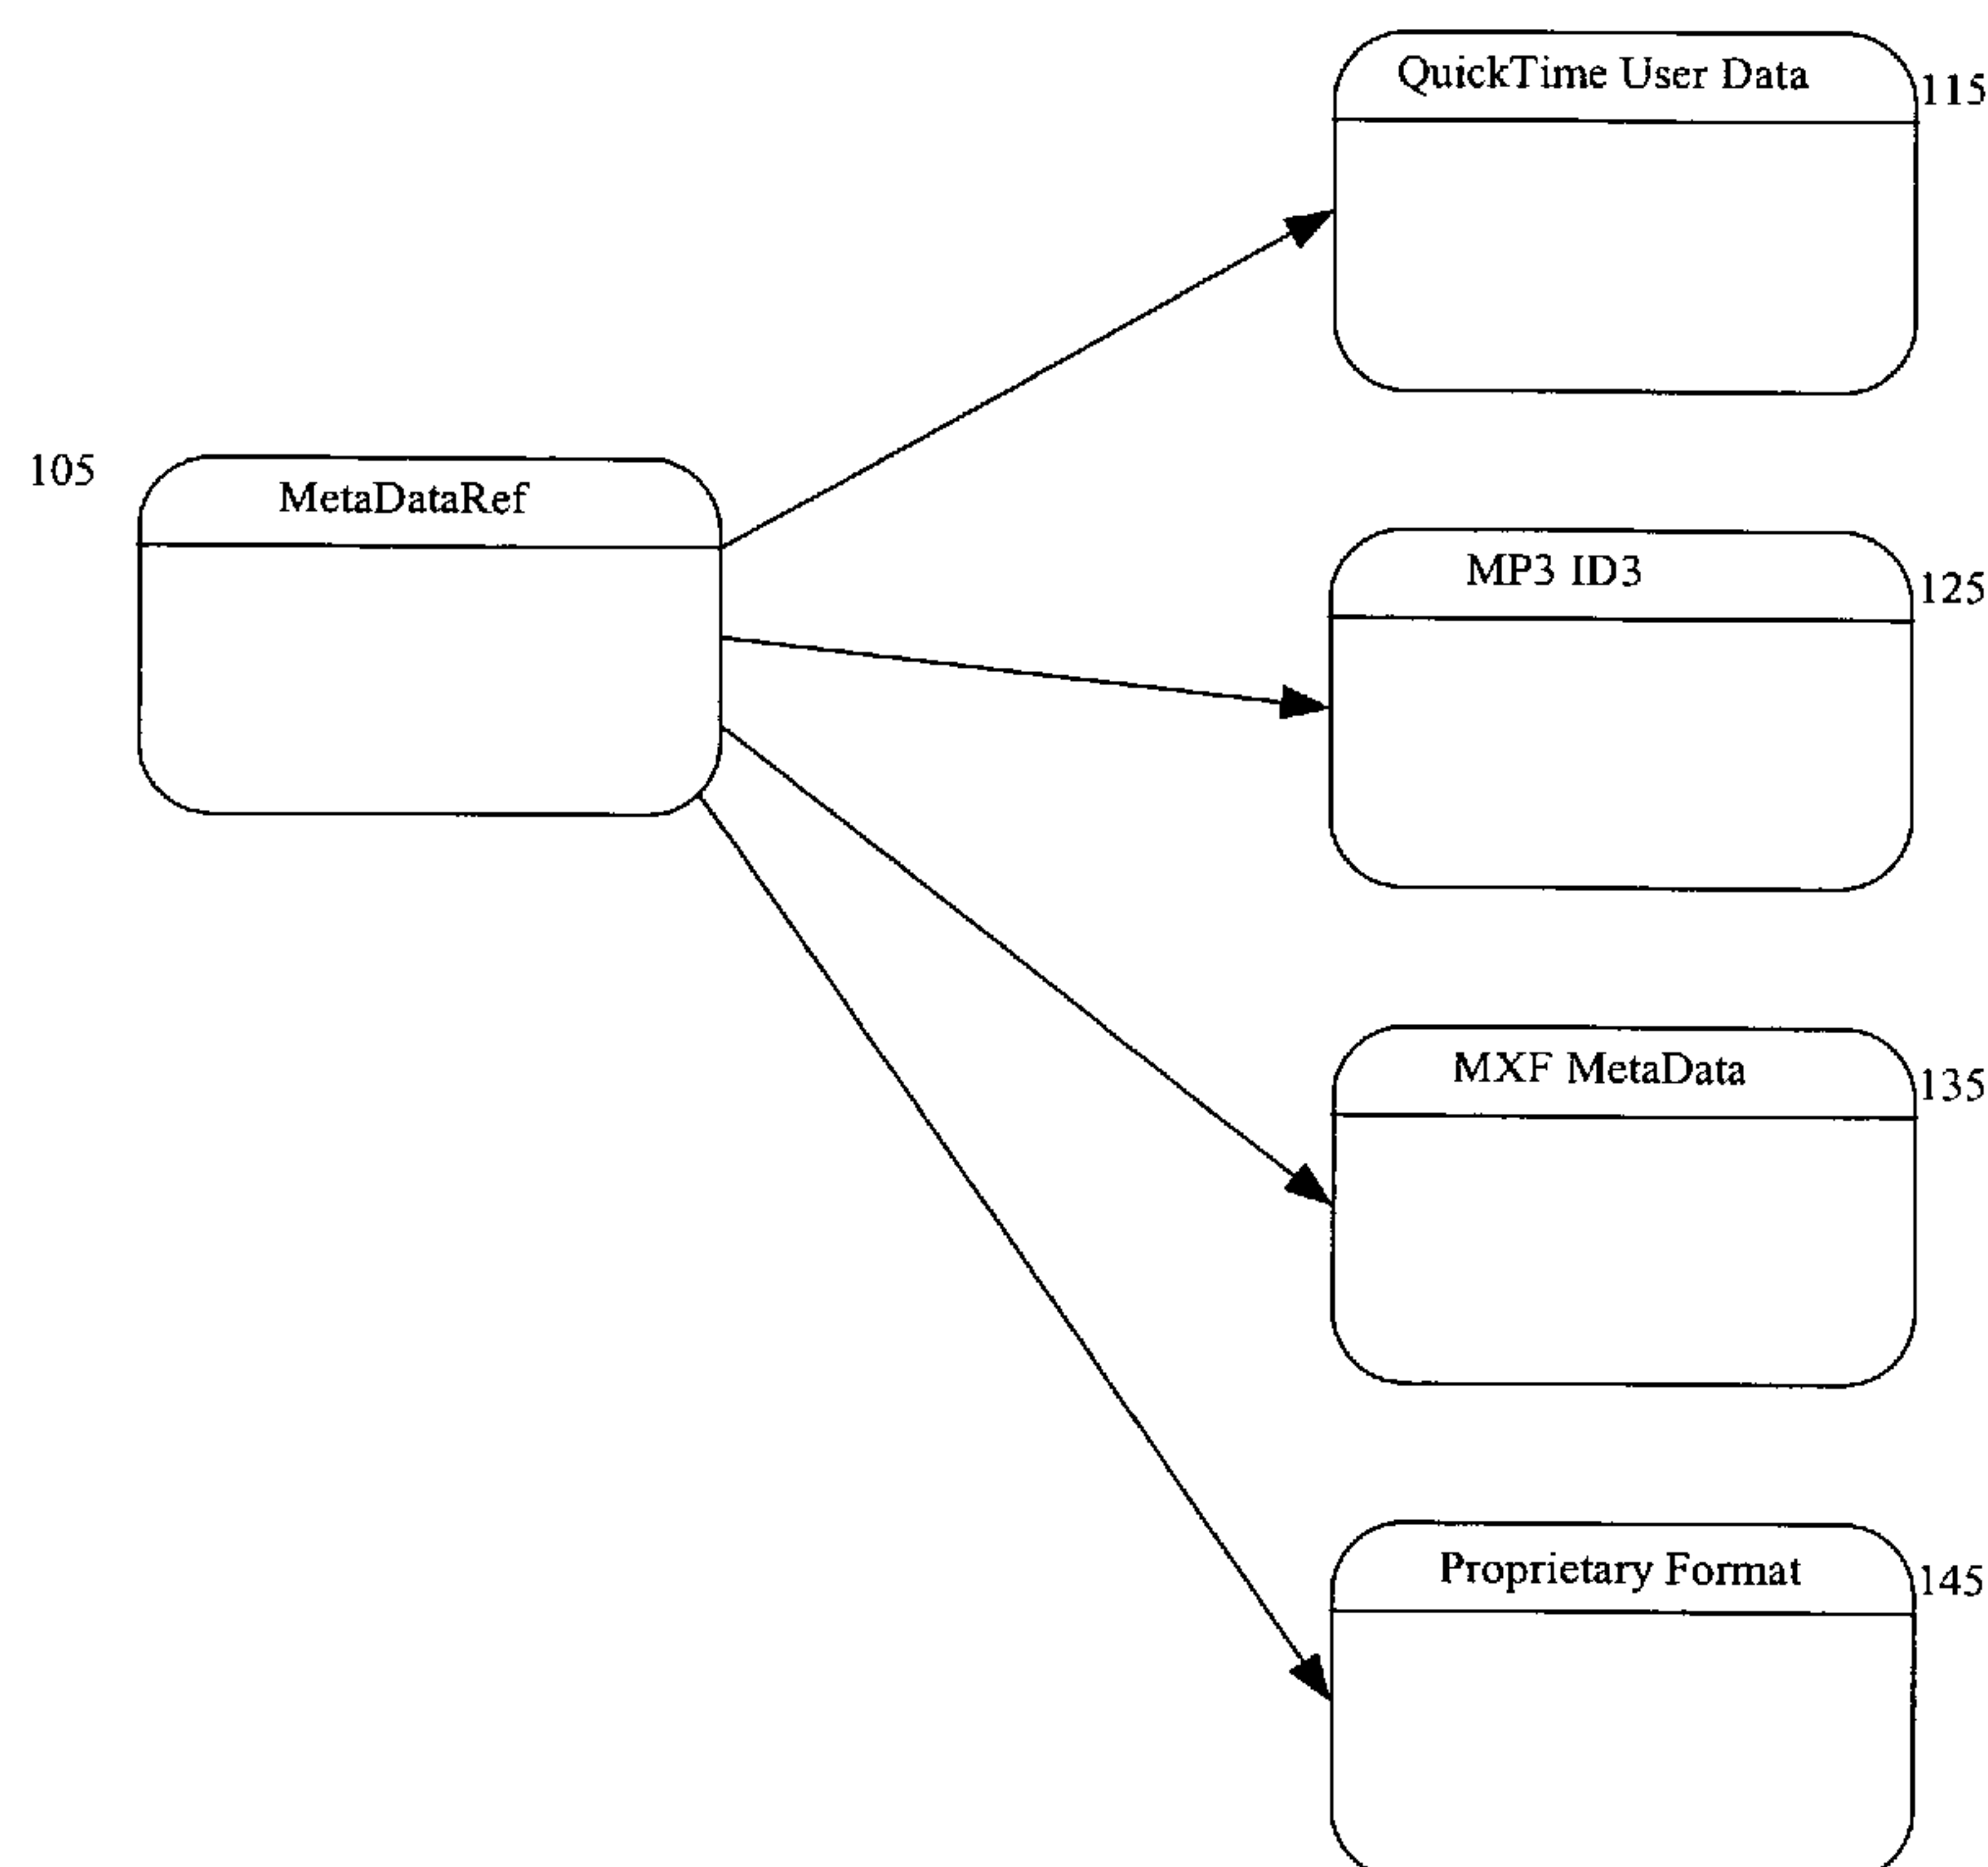 QuickTime User Data
115
105
MetaDataRef
MP3 ID3
125
MXF MetaData
135
Proprietary Format
145